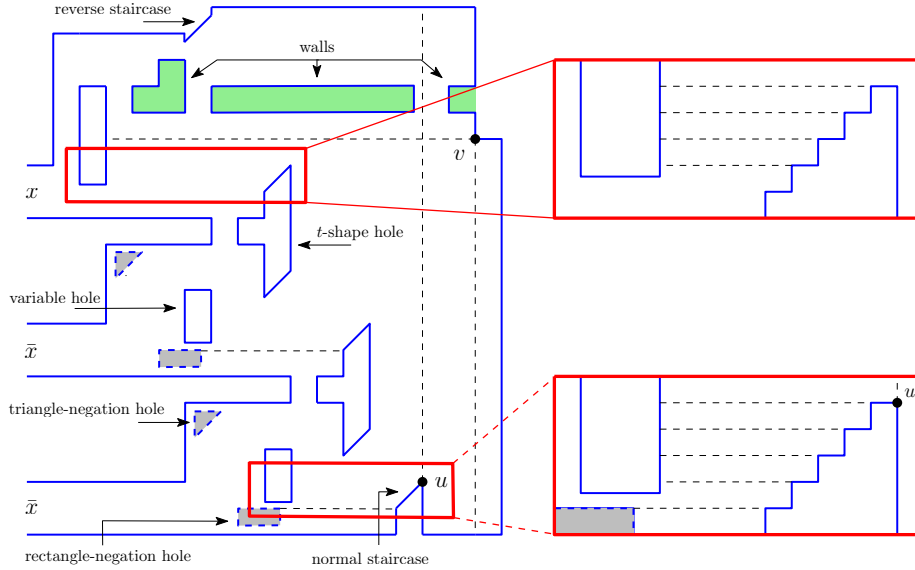 reverse staircase
walls
v
x
t-shape hole
variable hole
x̄
u
triangle-negation hole
u
x̄
rectangle-negation hole
normal staircase